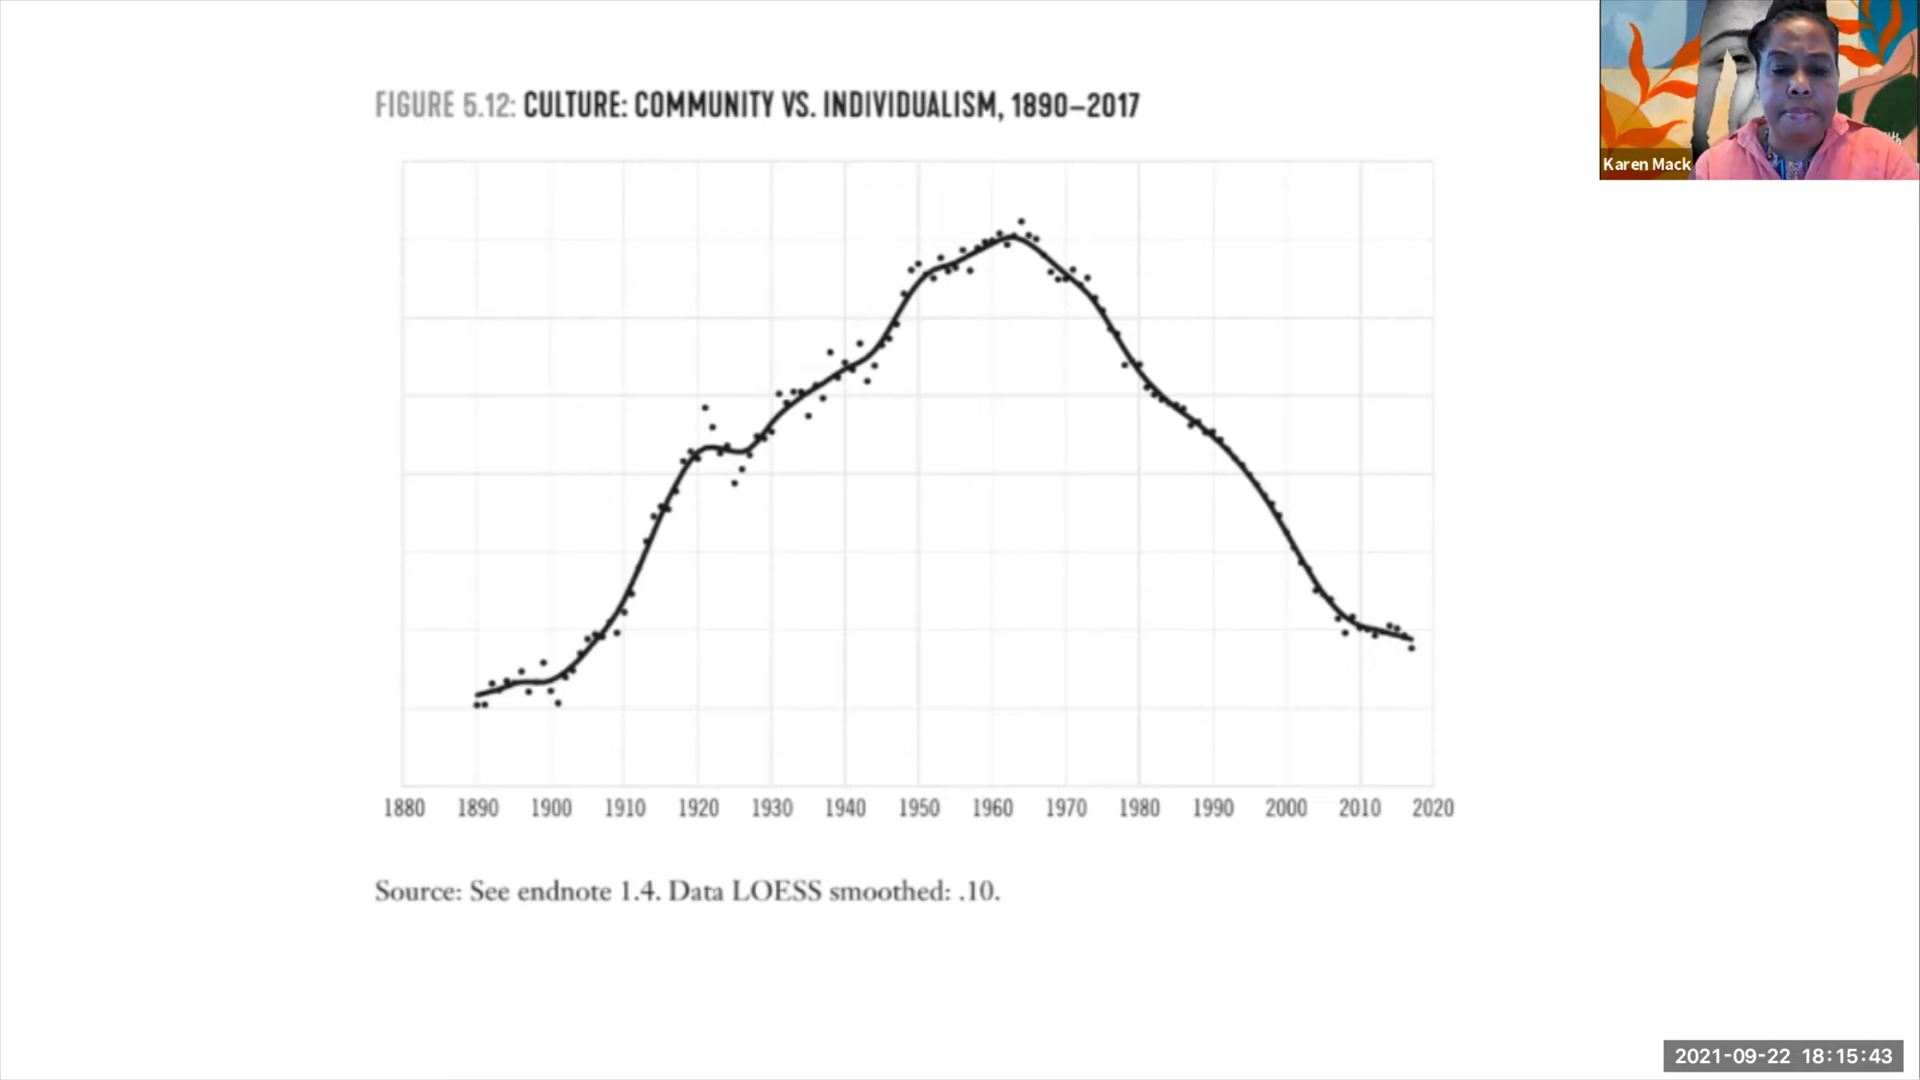 FIGURE 5.12: CULTURE: COMMUNITY VS. INDIVIDUALISM, 1890–2017
Karen Mack
1880 1890 1900 1910 1920 1930 1940 1950 1960 1970 1980 1990 2000 2010 2020
Source: See endnote 1.4. Data LOESS smoothed: .10.
2021-09-22 18:15:43